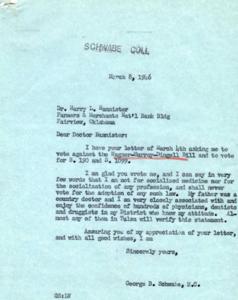 SCHWABE COLL
March 8, 1946
Dr. Harry L. Bannister
Farmers & Merchants Nat'l Bank Bldg
Fairview, Oklahoma
Dear Doctor Bannister:
I have your letter of March 4th asking me to
vote against the Wagner-Murray-Dingell Bill and to vote
for S. 190 and S. 1099.
I am glad you wrote me, and I can say in very
few words that I am not for socialized medicine nor for
the socialization of any profession, and shall never
vote for the adoption of any such law. My father was a
country doctor and I am very closely associated with and
enjoy the confidence of hundreds of physicians, dentists
and druggists in my District who know my attitude. Al-
most any of them in Tulsa will verify this statement.
Assuring you of my appreciation of your letter,
and with all good wishes, I am
Sincerely yours,
George B. Schwabe, M.C.